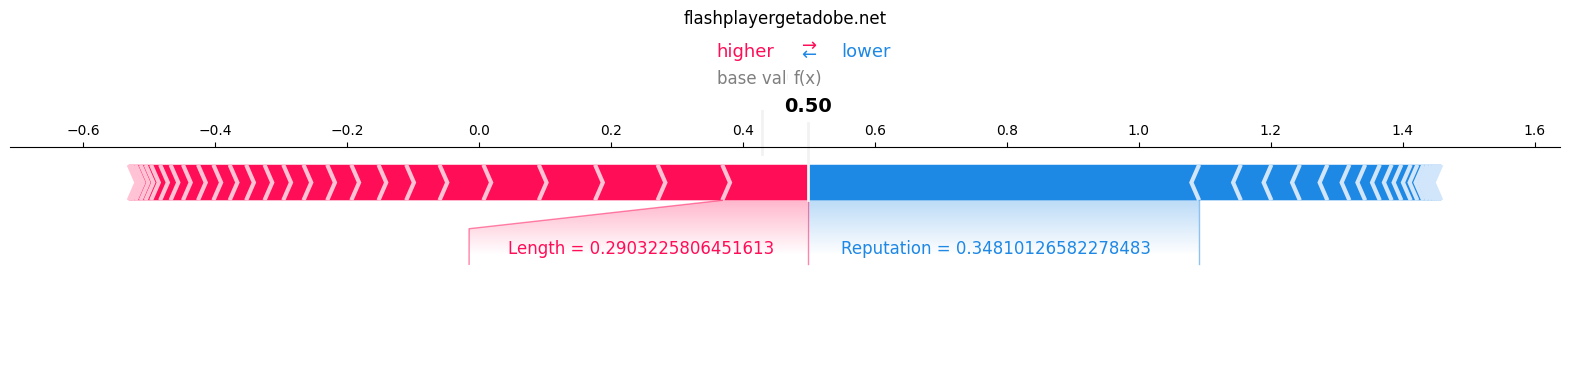 flashplayergetadobe.net
higher ⇄ lower
base val f(x)
0.50
−0.6 −0.4 −0.2 0.0 0.2 0.4 0.6 0.8 1.0 1.2 1.4 1.6
Length = 0.2903225806451613 Reputation = 0.34810126582278483